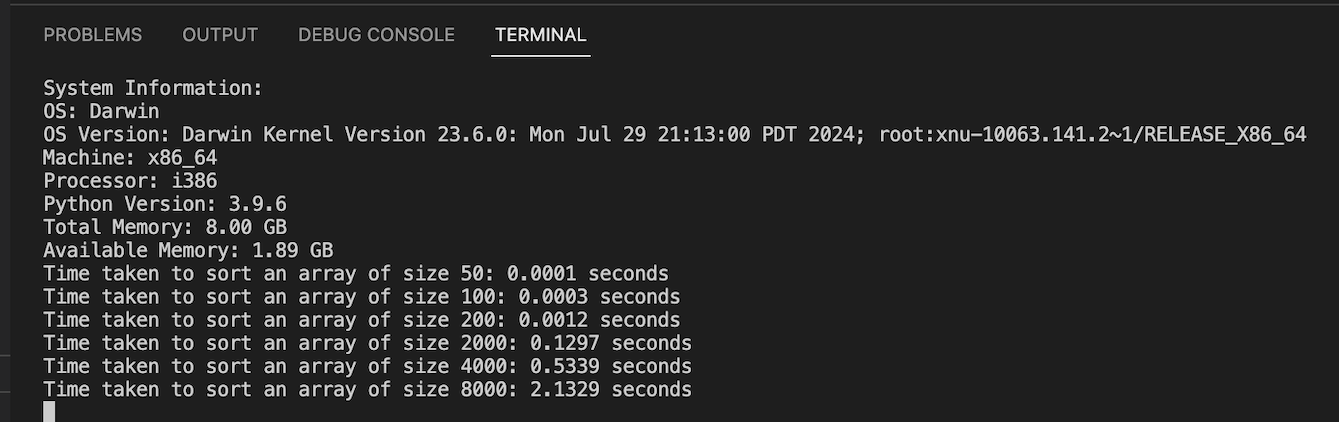 PROBLEMS OUTPUT DEBUG CONSOLE TERMINAL
System Information:
OS: Darwin
OS Version: Darwin Kernel Version 23.6.0: Mon Jul 29 21:13:00 PDT 2024; root:xnu-10063.141.2~1/RELEASE_X86_64
Machine: x86_64
Processor: i386
Python Version: 3.9.6
Total Memory: 8.00 GB
Available Memory: 1.89 GB
Time taken to sort an array of size 50: 0.0001 seconds
Time taken to sort an array of size 100: 0.0003 seconds
Time taken to sort an array of size 200: 0.0012 seconds
Time taken to sort an array of size 2000: 0.1297 seconds
Time taken to sort an array of size 4000: 0.5339 seconds
Time taken to sort an array of size 8000: 2.1329 seconds